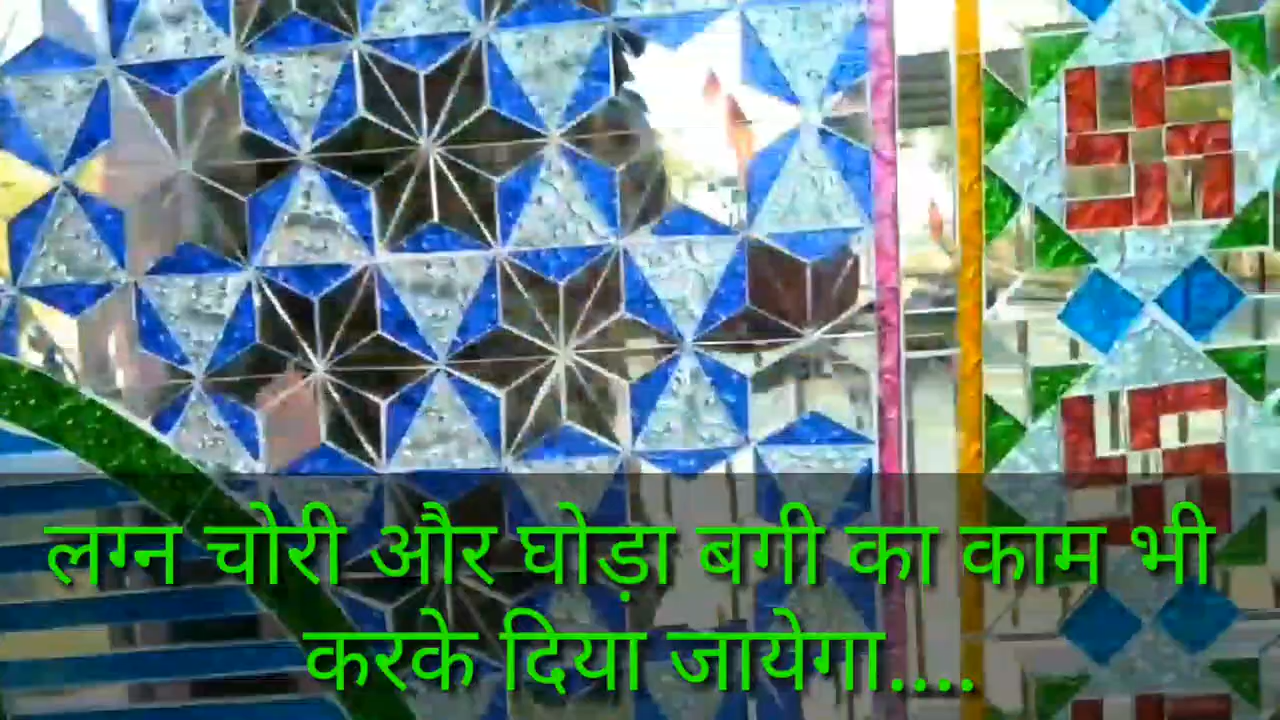 लग्न चोरी और घोड़ा बगी का काम भी
करके दिया जायेगा....